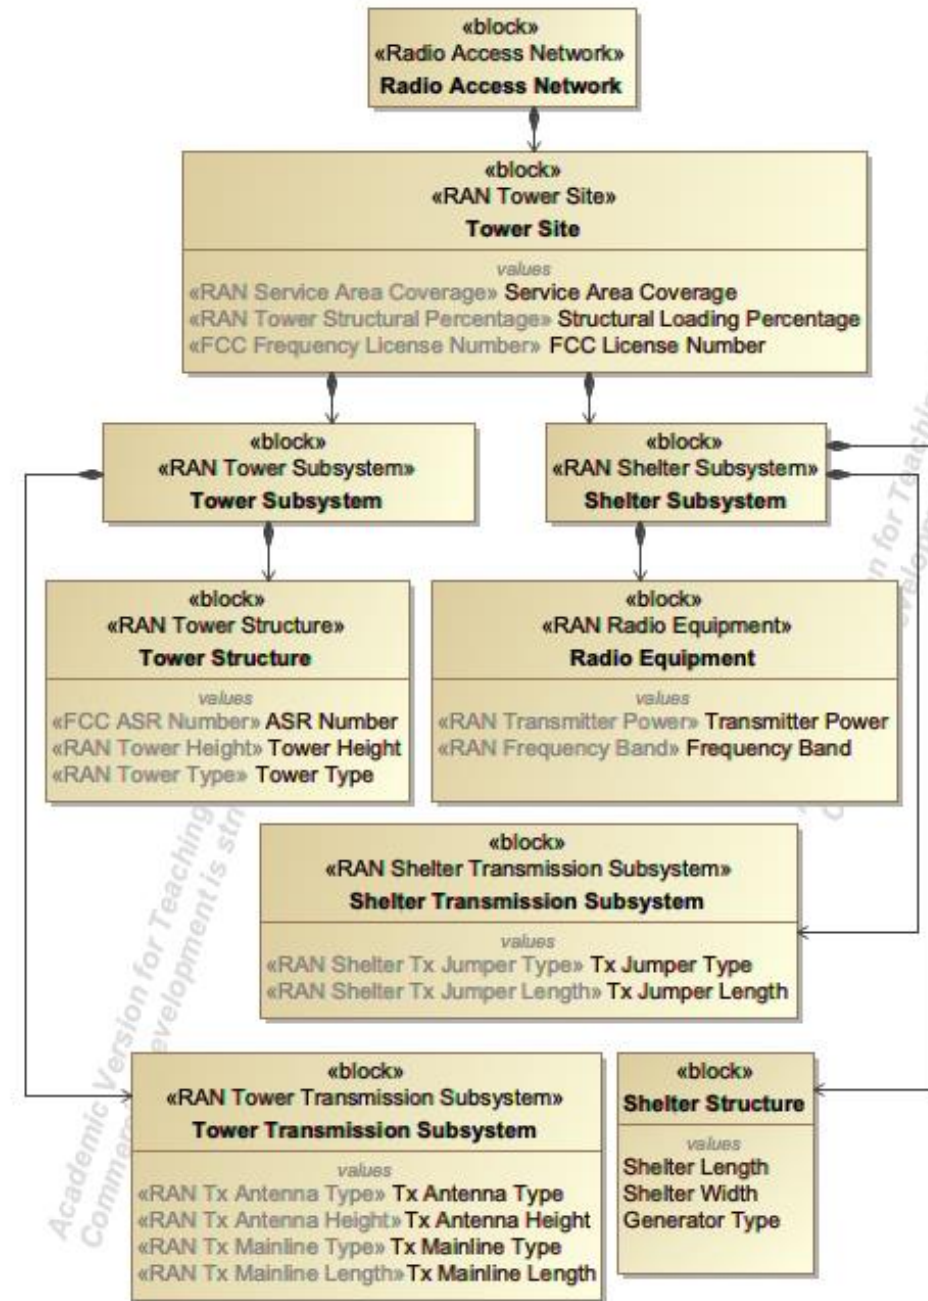 «block»
«Radio Access Network»
Radio Access Network
«block»
«RAN Tower Site»
Tower Site
values
«RAN Service Area Coverage» Service Area Coverage
«RAN Tower Structural Percentage» Structural Loading Percentage
«FCC Frequency License Number» FCC License Number
«block»
«RAN Tower Subsystem»
Tower Subsystem
«block»
«RAN Shelter Subsystem»
Shelter Subsystem
«block»
«RAN Tower Structure»
Tower Structure
values
«FCC ASR Number» ASR Number
«RAN Tower Height» Tower Height
«RAN Tower Type» Tower Type
«block»
«RAN Radio Equipment»
Radio Equipment
values
«RAN Transmitter Power» Transmitter Power
«RAN Frequency Band» Frequency Band
«block»
«RAN Shelter Transmission Subsystem»
Shelter Transmission Subsystem
values
«RAN Shelter Tx Jumper Type» Tx Jumper Type
«RAN Shelter Tx Jumper Length» Tx Jumper Length
«block»
«RAN Tower Transmission Subsystem»
Tower Transmission Subsystem
values
«RAN Tx Antenna Type» Tx Antenna Type
«RAN Tx Antenna Height» Tx Antenna Height
«RAN Tx Mainline Type» Tx Mainline Type
«RAN Tx Mainline Length» Tx Mainline Length
«block»
Shelter Structure
values
Shelter Length
Shelter Width
Generator Type
Academic Version for Teaching
development is
for Teaching